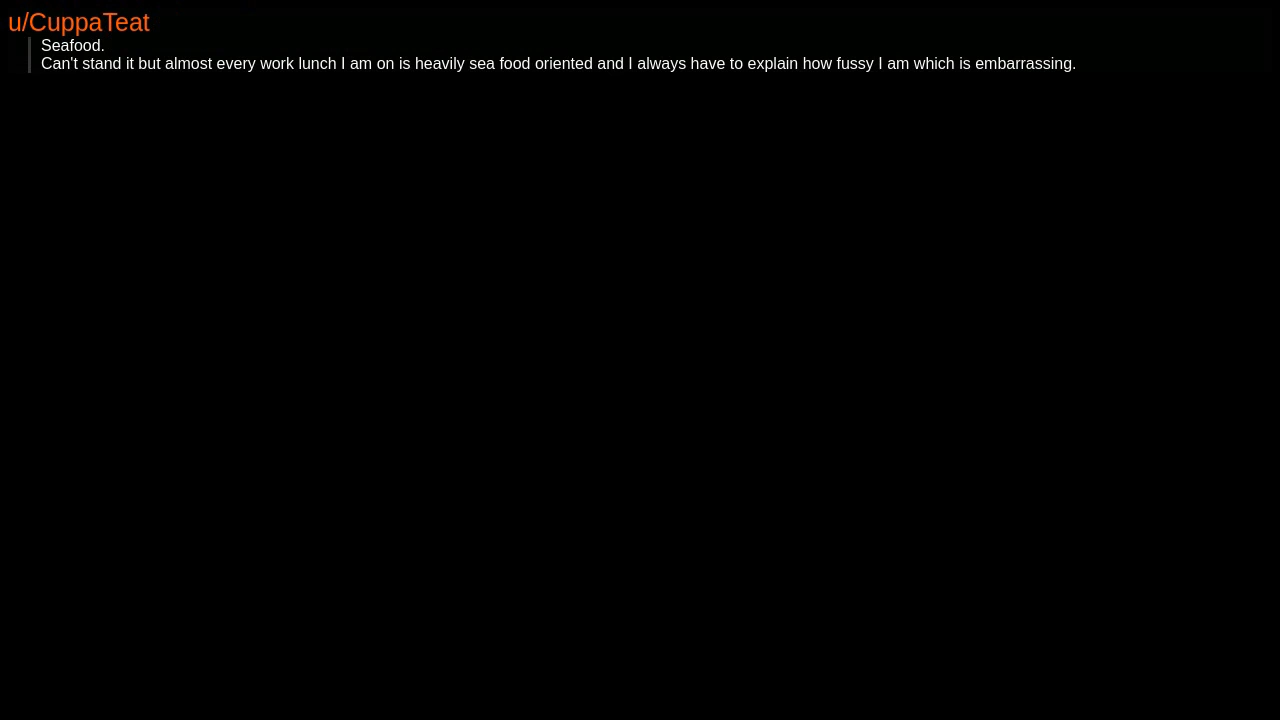 u/CuppaTeat
Seafood.
Can't stand it but almost every work lunch I am on is heavily sea food oriented and I always have to explain how fussy I am which is embarrassing.